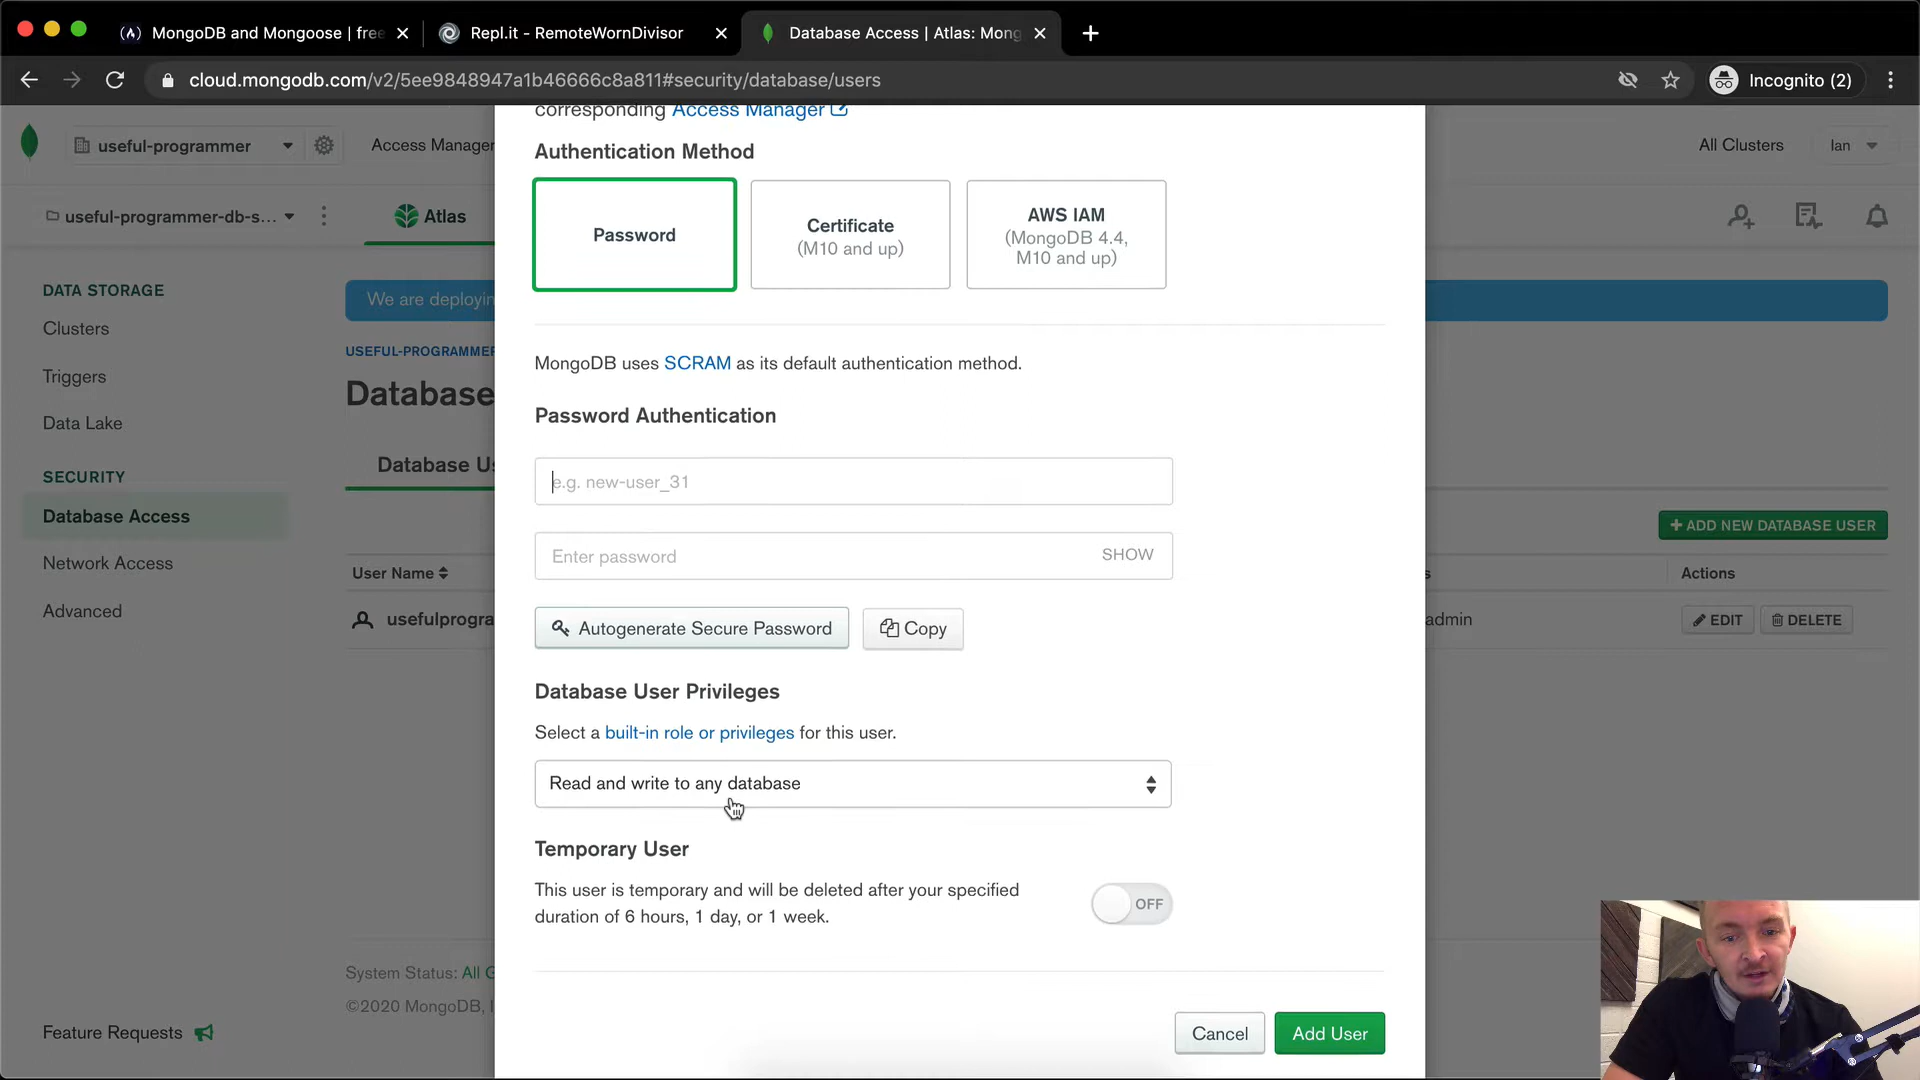 MongoDB and Mongoose | free
Repl.it - RemoteWornDivisor
Database Access | Atlas: Mong
cloud.mongodb.com/v2/5ee9848947a1b46666c8a811#security/database/users
Incognito (2)
useful-programmer
Access Manager
All Clusters
Ian
useful-programmer-db-s...
Atlas
DATA STORAGE
Clusters
Triggers
Data Lake
SECURITY
Database Access
Network Access
Advanced
Feature Requests
We are deployin
USEFUL-PROGRAMMER
Database
Database Us
User Name
usefulprogra
System Status: All G
©2020 MongoDB, I
corresponding Access Manager
Authentication Method
Password
Certificate
(M10 and up)
AWS IAM
(MongoDB 4.4,
M10 and up)
MongoDB uses SCRAM as its default authentication method.
Password Authentication
e.g. new-user_31
Enter password
SHOW
Autogenerate Secure Password
Copy
Database User Privileges
Select a built-in role or privileges for this user.
Read and write to any database
Temporary User
This user is temporary and will be deleted after your specified
duration of 6 hours, 1 day, or 1 week.
OFF
Cancel
Add User
+ ADD NEW DATABASE USER
s
Actions
admin
EDIT
DELETE